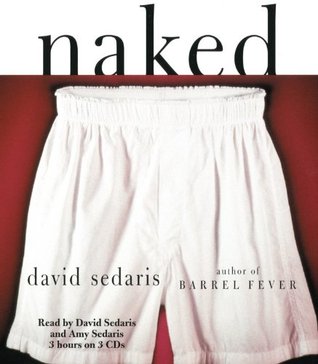 naked
david sedaris
author of
BARREL FEVER
Read by David Sedaris
and Amy Sedaris
3 hours on 3 CDs